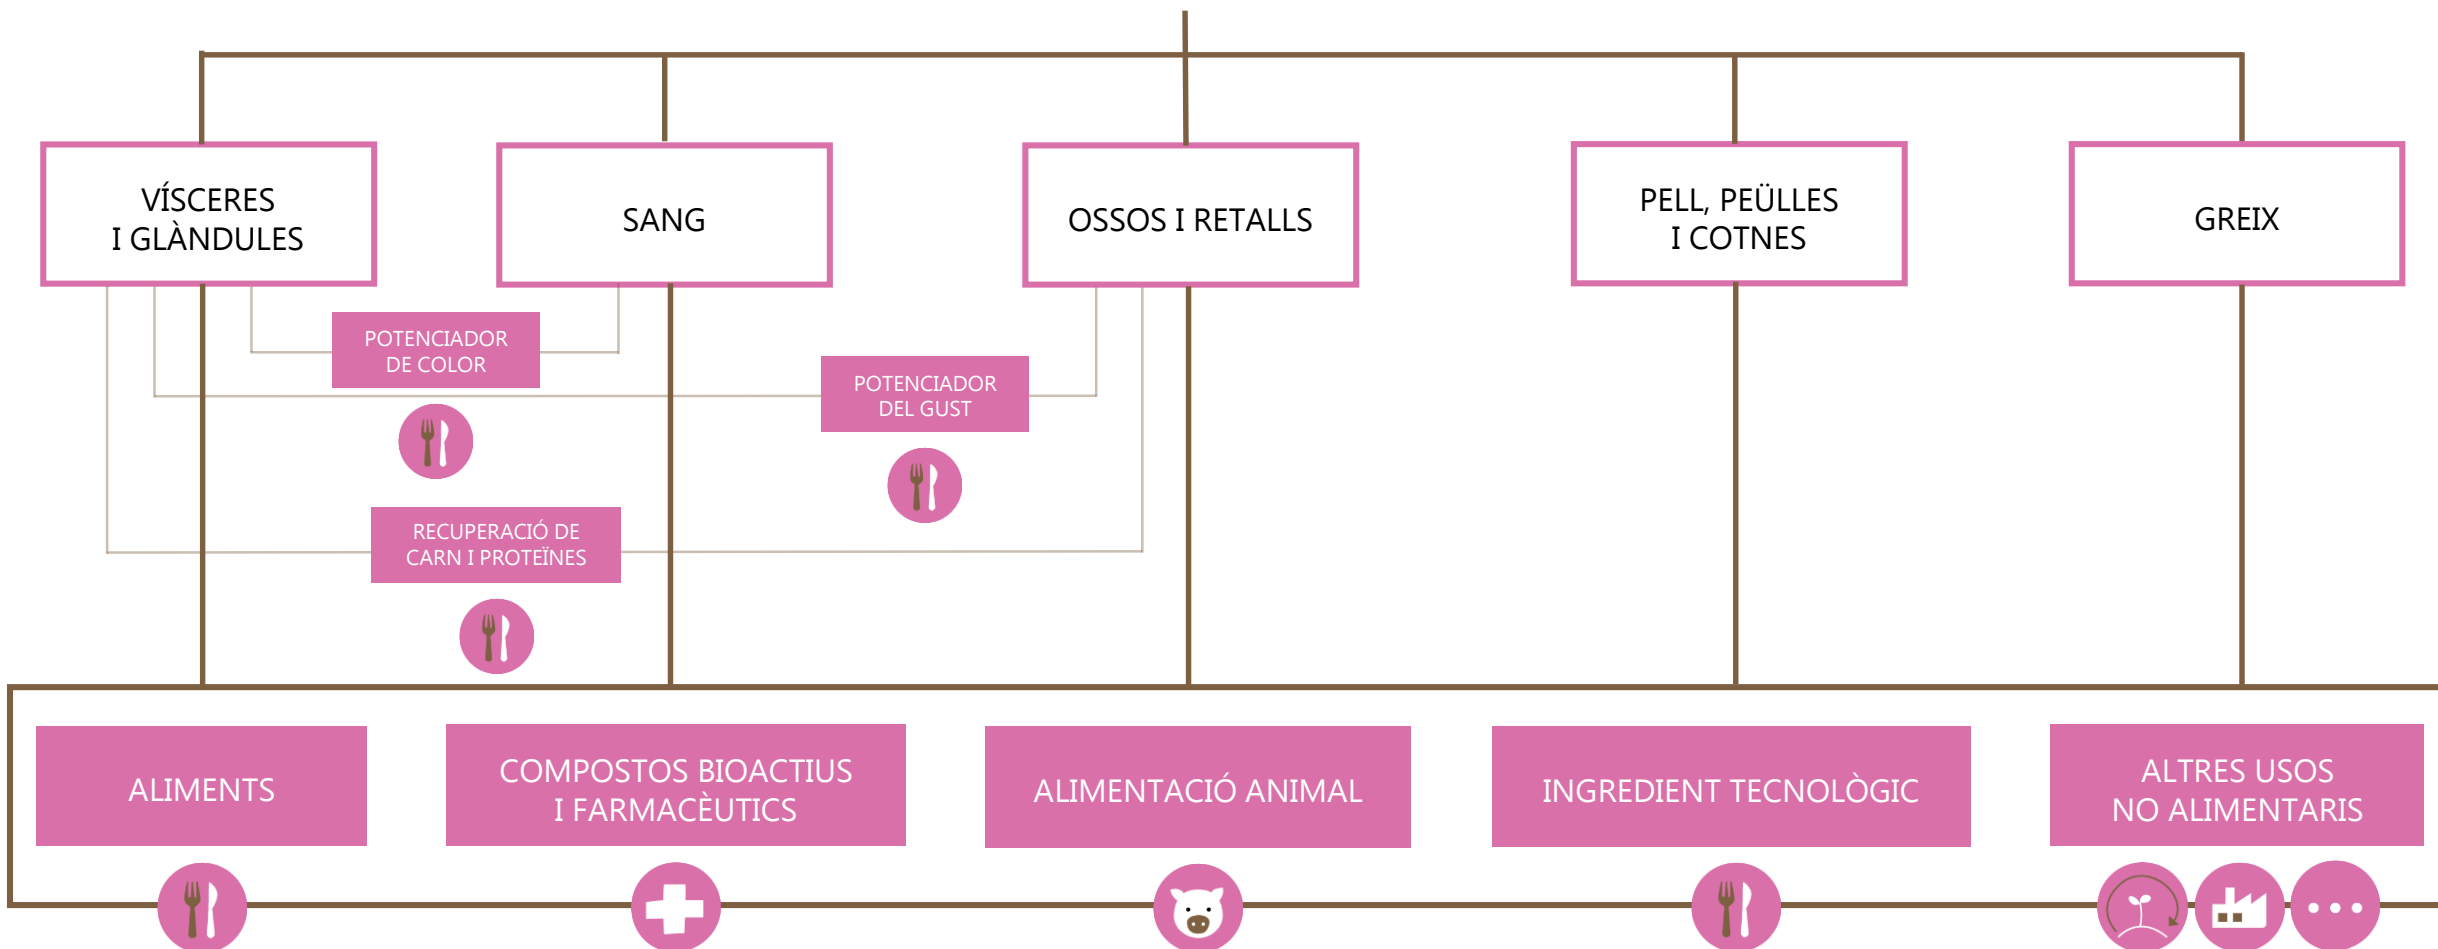 VÍSCERES
I GLÀNDULES
SANG
OSSOS I RETALLS
PELL, PEÜLLES
I COTNES
GREIX
POTENCIADOR
DE COLOR
POTENCIADOR
DEL GUST
RECUPERACIÓ DE
CARN I PROTEÏNES
ALIMENTS
COMPOSTOS BIOACTIUS
I FARMACÈUTICS
ALIMENTACIÓ ANIMAL
INGREDIENT TECNOLÒGIC
ALTRES USOS
NO ALIMENTARIS